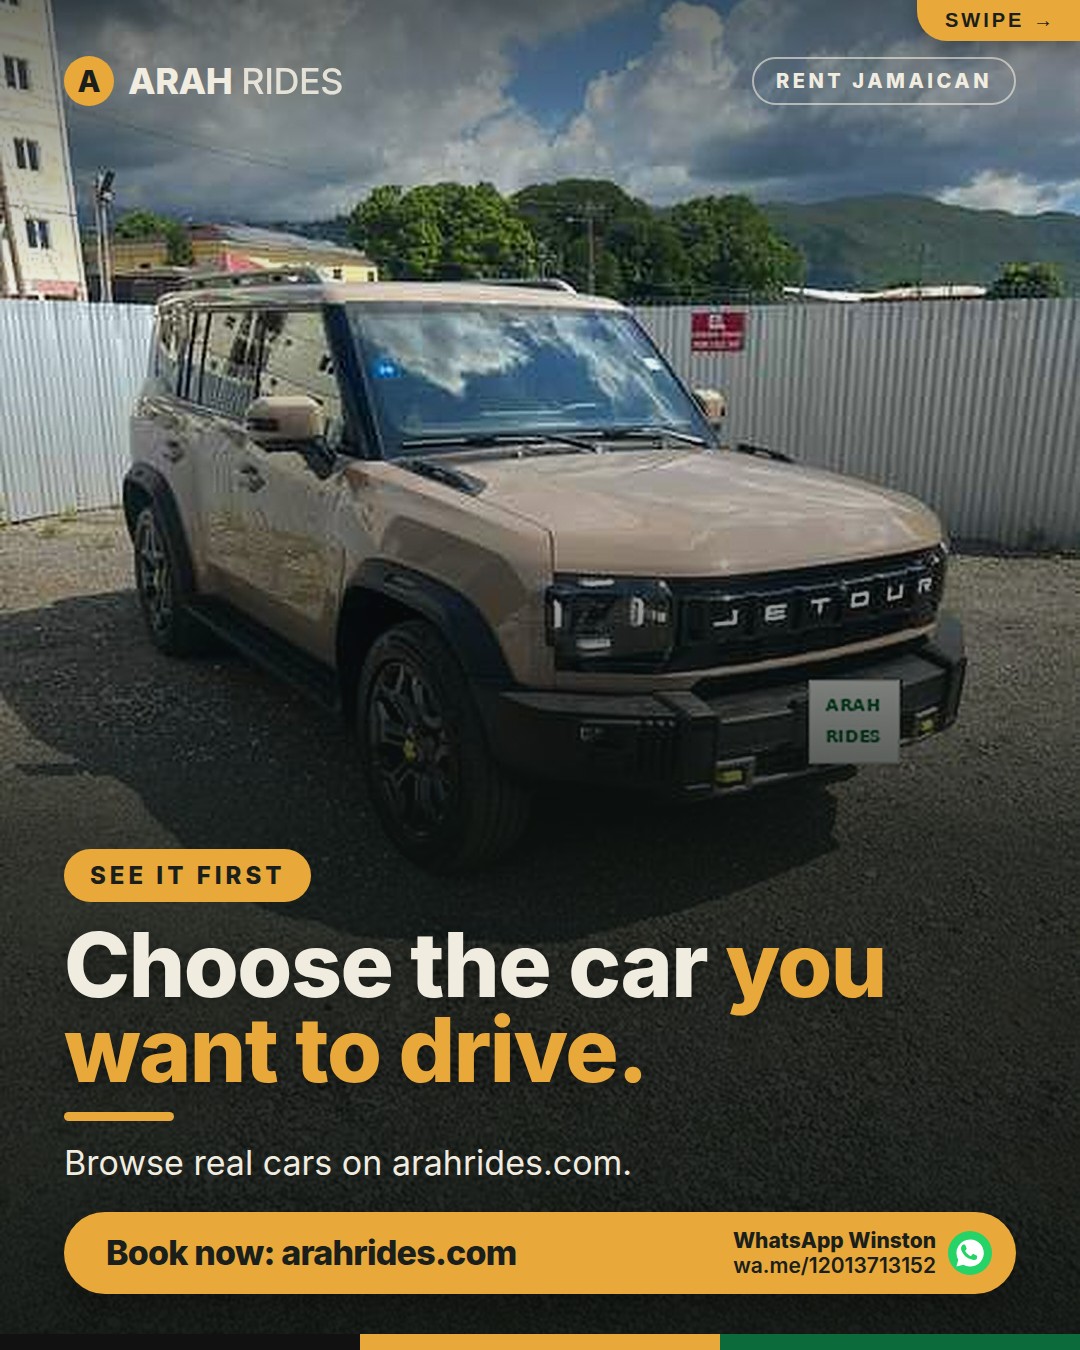 SWIPE →
A ARAH RIDES
RENT JAMAICAN
JETOUR
ARAH
RIDES
SEE IT FIRST
Choose the car you
want to drive.
Browse real cars on arahrides.com.
Book now: arahrides.com
WhatsApp Winston
wa.me/12013713152